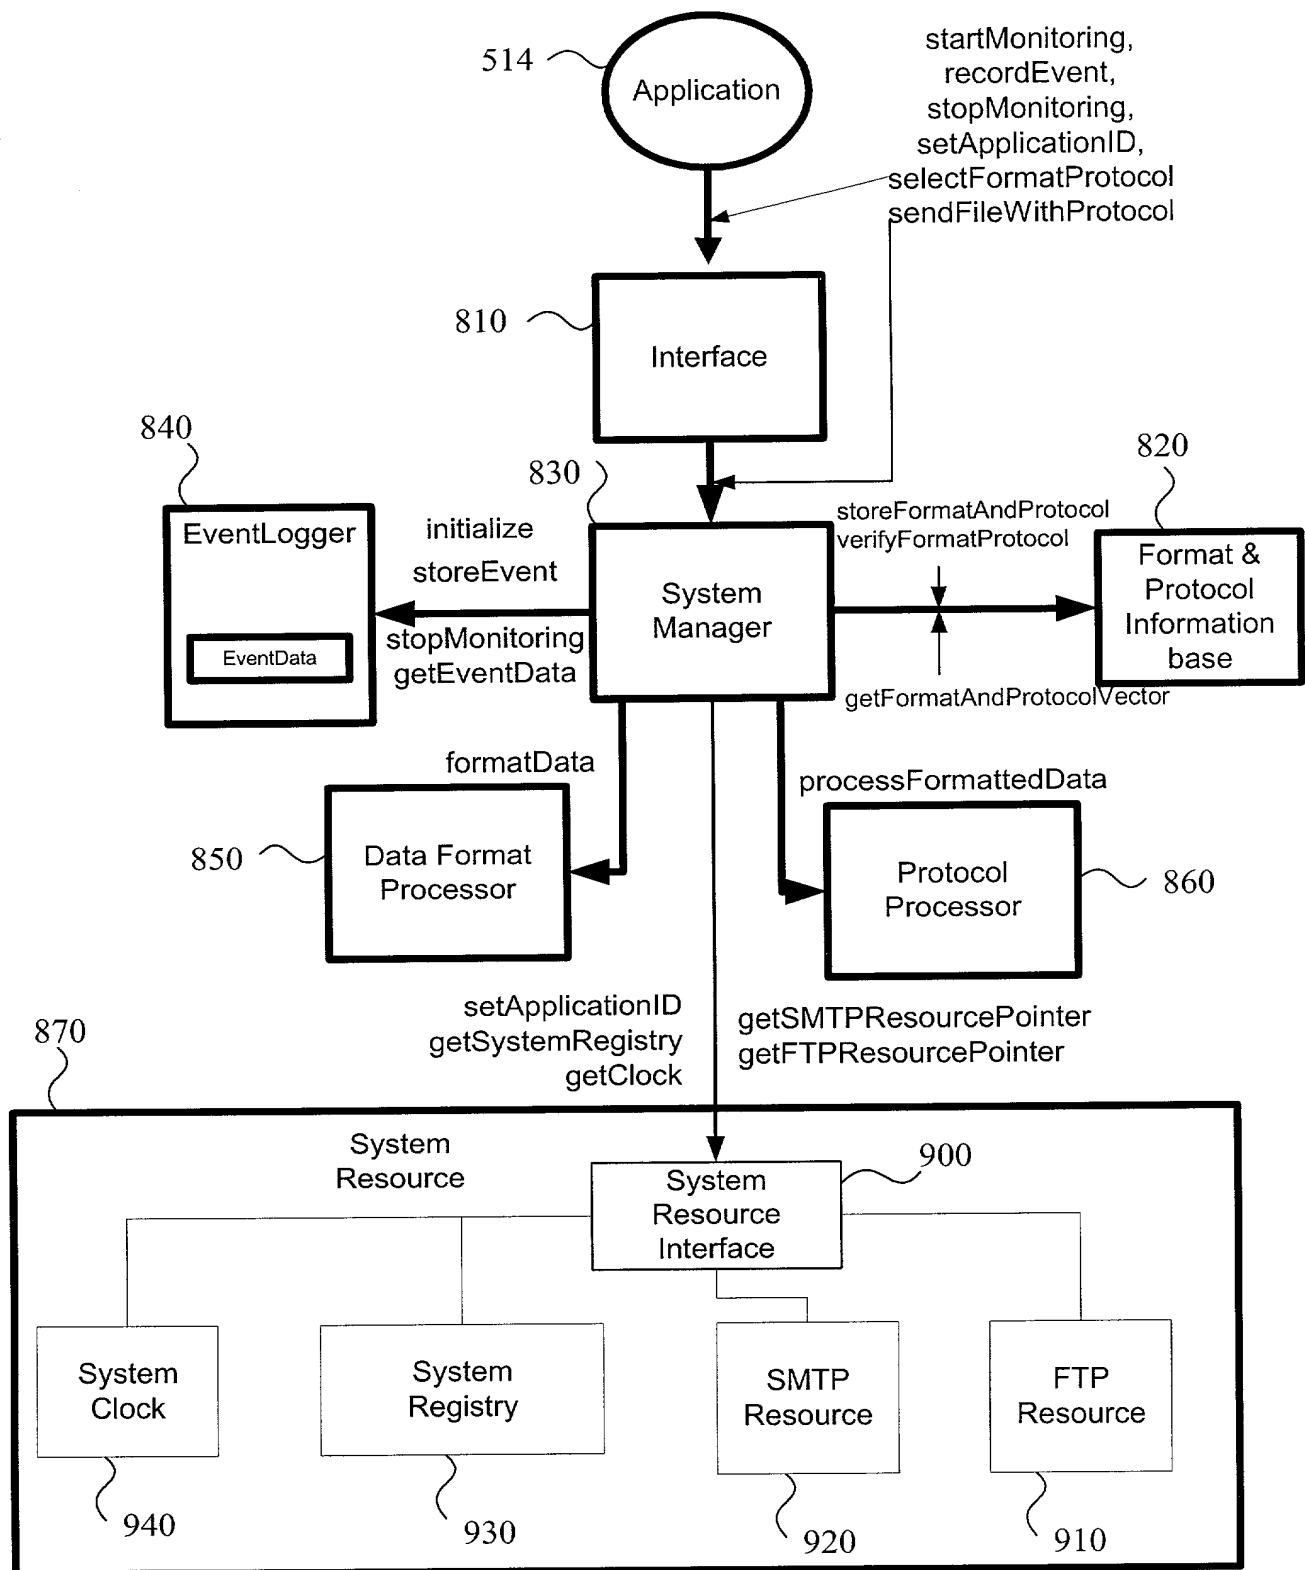 514
Application
startMonitoring,
recordEvent,
stopMonitoring,
setApplicationID,
selectFormatProtocol
sendFileWithProtocol
810
Interface
840
830
820
EventLogger
EventData
initialize
storeEvent
stopMonitoring
getEventData
System
Manager
storeFormatAndProtocol
verifyFormatProtocol
getFormatAndProtocolVector
Format &
Protocol
Information
base
formatData
processFormattedData
850
Data Format
Processor
Protocol
Processor
860
setApplicationID
getSystemRegistry
getClock
getSMTPResourcePointer
getFTPResourcePointer
870
System
Resource
900
System
Resource
Interface
System
Clock
System
Registry
SMTP
Resource
FTP
Resource
940
930
920
910